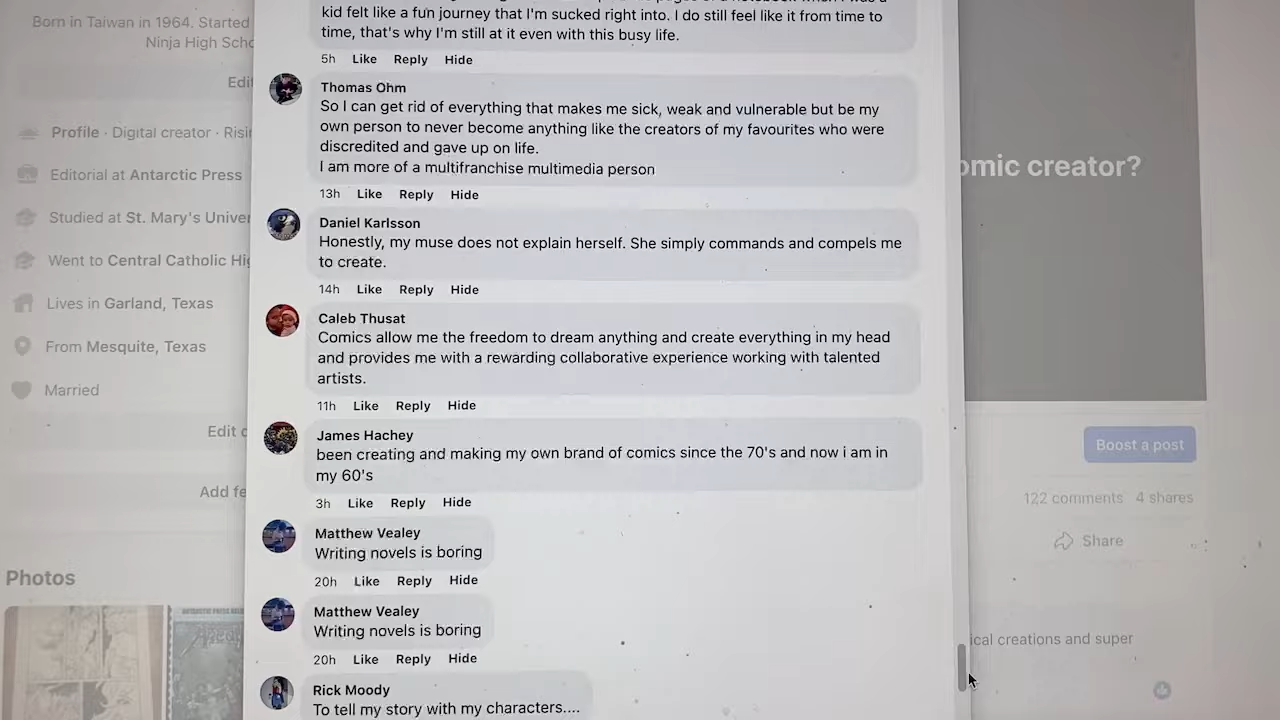 Born in Taiwan in 1964. Started
Ninja High Scho
Edit
Profile · Digital creator · Risin
Editorial at Antarctic Press
Studied at St. Mary's Univer
Went to Central Catholic Hig
Lives in Garland, Texas
From Mesquite, Texas
Married
Edit
Add fe
Photos
kid felt like a fun journey that I'm sucked right into. I do still feel like it from time to
time, that's why I'm still at it even with this busy life.
5h Like Reply Hide
Thomas Ohm
So I can get rid of everything that makes me sick, weak and vulnerable but be my
own person to never become anything like the creators of my favourites who were
discredited and gave up on life.
I am more of a multifranchise multimedia person
13h Like Reply Hide
Daniel Karlsson
Honestly, my muse does not explain herself. She simply commands and compels me
to create.
14h Like Reply Hide
Caleb Thusat
Comics allow me the freedom to dream anything and create everything in my head
and provides me with a rewarding collaborative experience working with talented
artists.
11h Like Reply Hide
James Hachey
been creating and making my own brand of comics since the 70's and now i am in
my 60's
3h Like Reply Hide
Matthew Vealey
Writing novels is boring
20h Like Reply Hide
Matthew Vealey
Writing novels is boring
20h Like Reply Hide
Rick Moody
To tell my story with my characters....
omic creator?
Boost a post
122 comments 4 shares
Share
ical creations and super